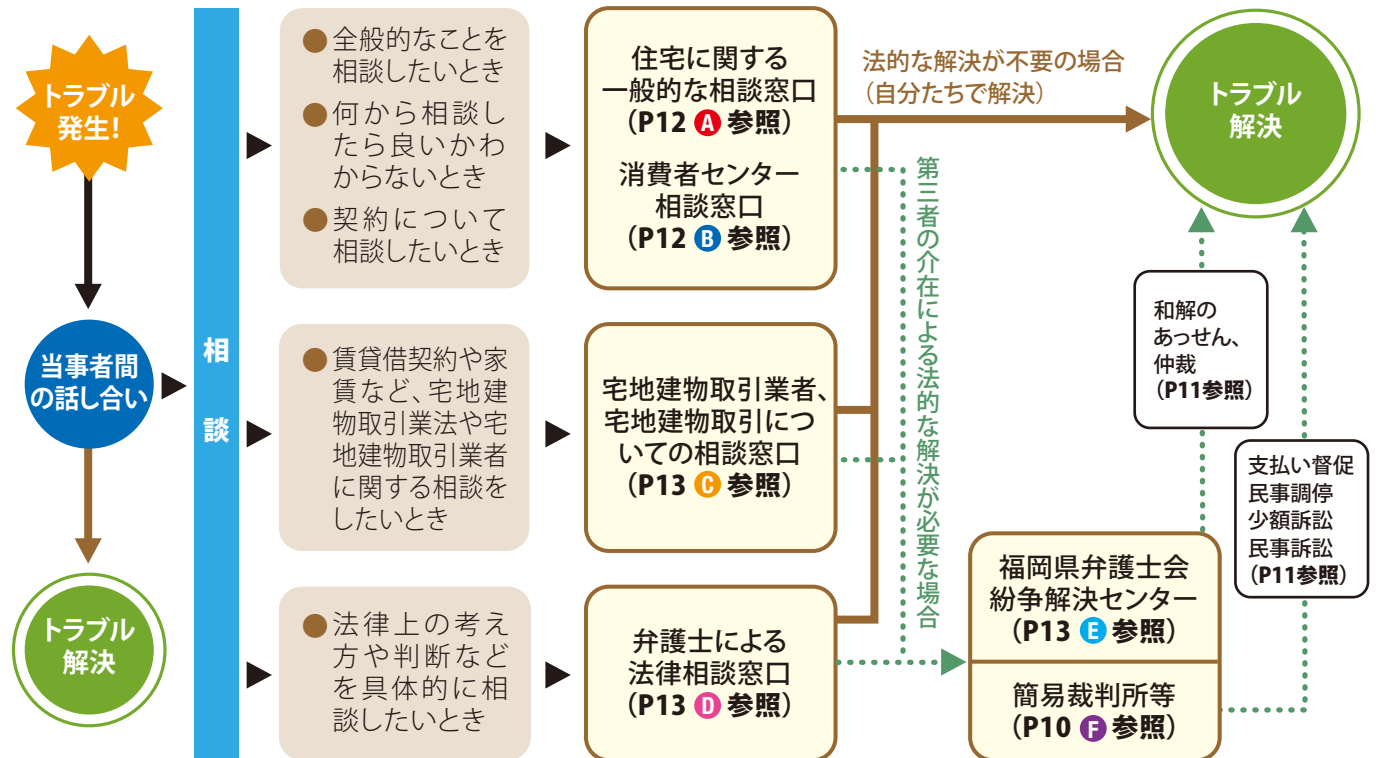 トラブル
発生！
当事者間
の話し合い
トラブル
解決
相
談
●全般的なことを
相談したいとき
●何から相談し
たら良いかわ
からないとき
●契約について
相談したいとき
●賃貸借契約や家
賃など、宅地建
物取引業法や宅
地建物取引業者
に関する相談を
したいとき
●法律上の考え
方や判断など
を具体的に相
談したいとき
住宅に関する
一般的な相談窓口
（P12 A 参照）
消費者センター
相談窓口
（P12 B 参照）
宅地建物取引業者、
宅地建物取引につ
いての相談窓口
（P13 C 参照）
弁護士による
法律相談窓口
（P13 D 参照）
法的な解決が不要の場合
（自分たちで解決）
第三者の介在による法的な解決が必要な場合
トラブル
解決
和解の
あっせん、
仲裁
（P11参照）
支払い督促
民事調停
少額訴訟
民事訴訟
（P11参照）
福岡県弁護士会
紛争解決センター
（P13 E 参照）
簡易裁判所等
（P10 F 参照）